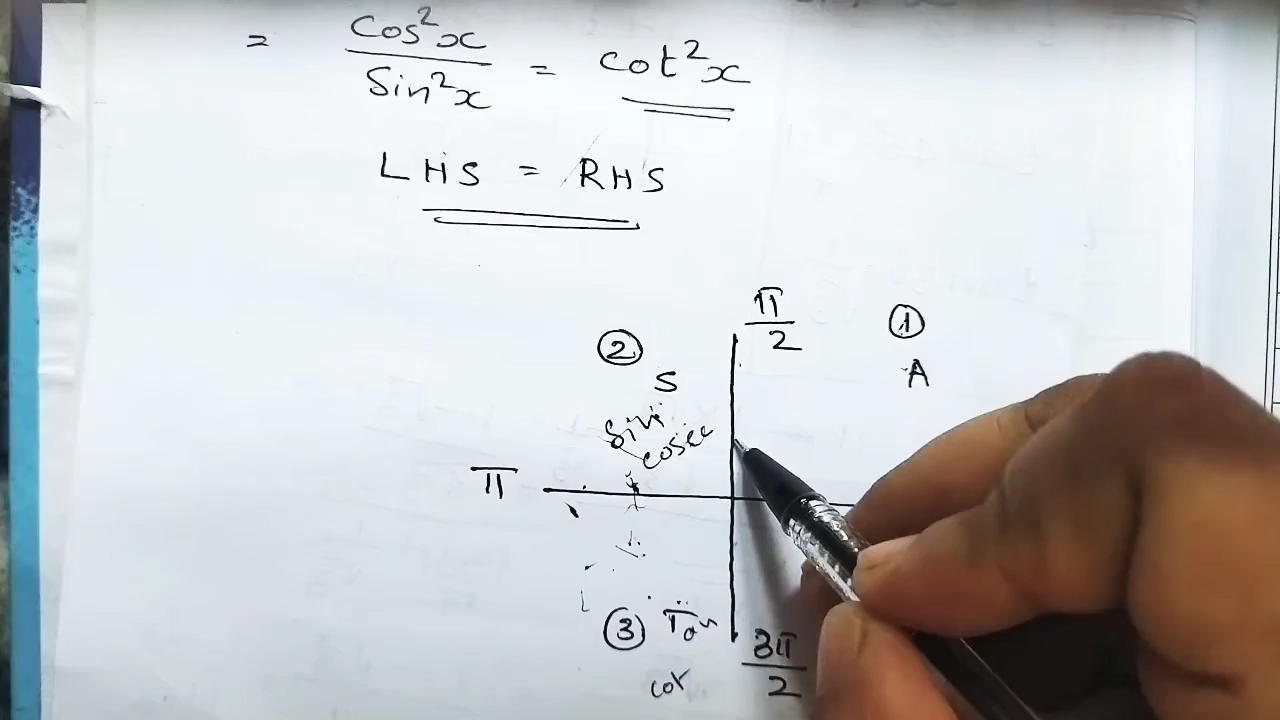 = Cos²x / Sin²x = cot²x
LHS = RHS
π/2
① 
A
②
S
Sin
cosec
π
③ Tan
cot
3π/2